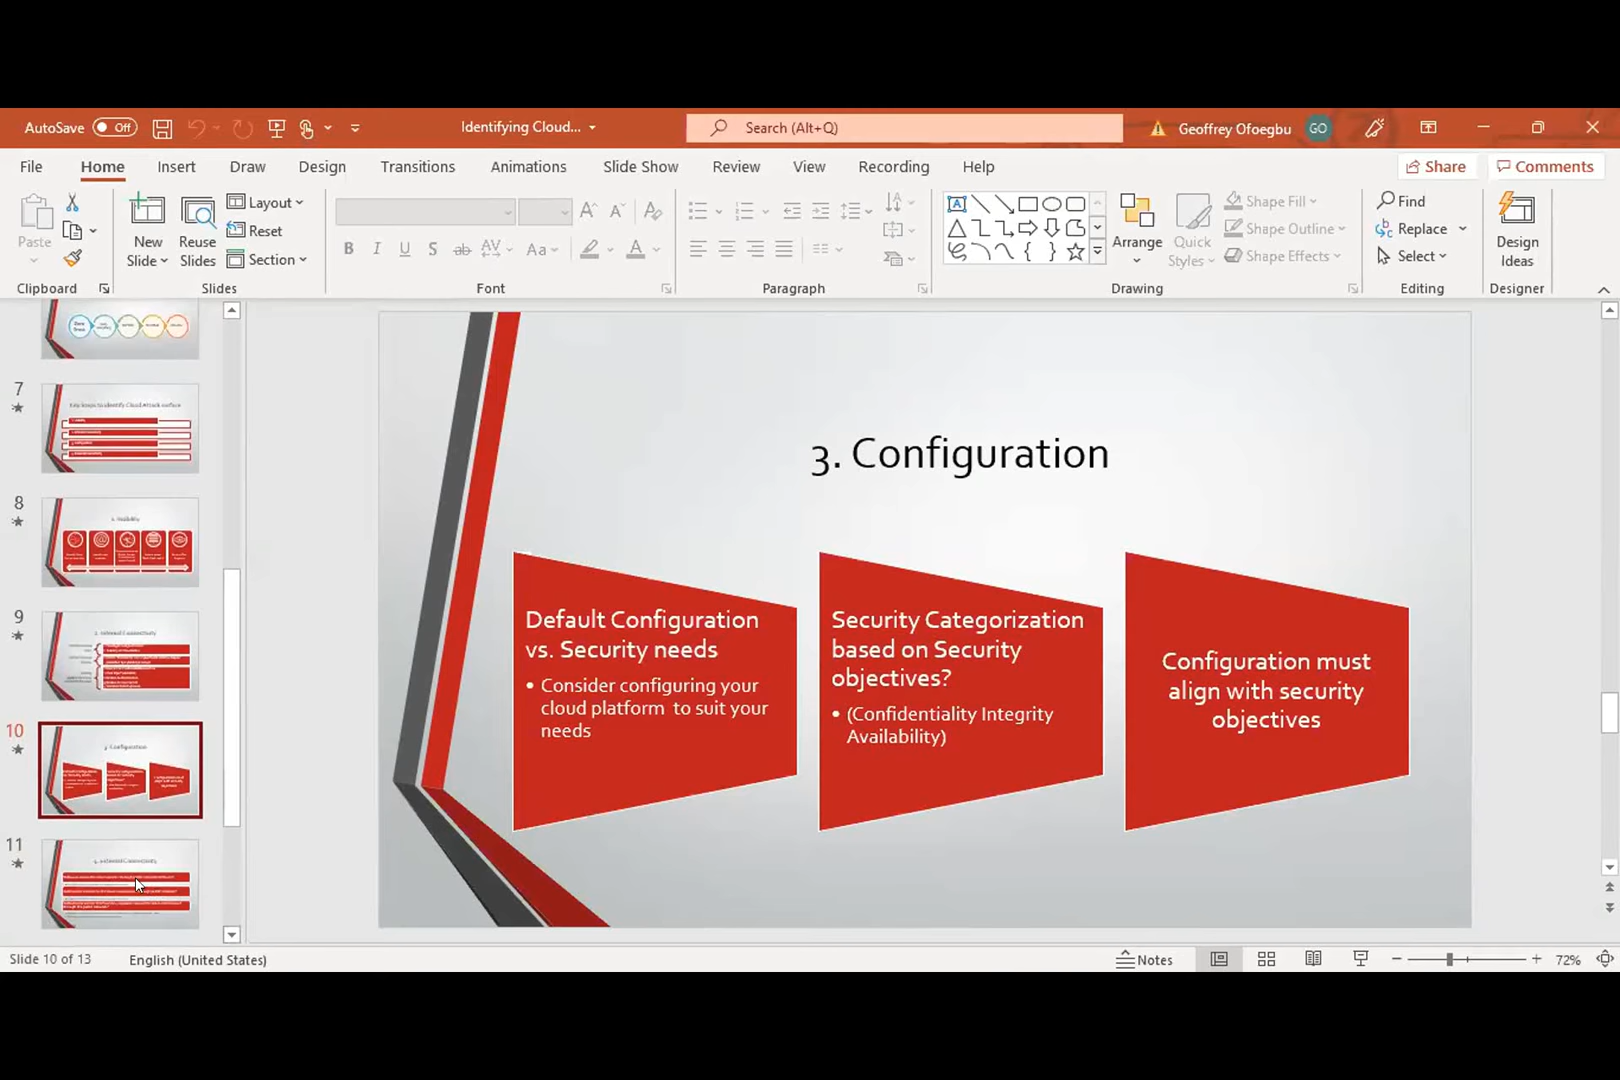 AutoSave Off Identifying Cloud... Search (Alt+Q) Geoffrey Ofoegbu GO
File Home Insert Draw Design Transitions Animations Slide Show Review View Recording Help Share Comments
Paste
New
Slide
Reuse
Slides
Layout
Reset
Section
Aa
Arrange
Quick
Styles
Shape Fill
Shape Outline
Shape Effects
Find
Replace
Select
Design
Ideas
Clipboard Slides Font Paragraph Drawing Editing Designer
7
8
9
10
11
3. Configuration
Default Configuration
vs. Security needs
• Consider configuring your
cloud platform to suit your
needs
Security Categorization
based on Security
objectives?
• (Confidentiality Integrity
Availability)
Configuration must
align with security
objectives
Slide 10 of 13 English (United States) Notes 72%